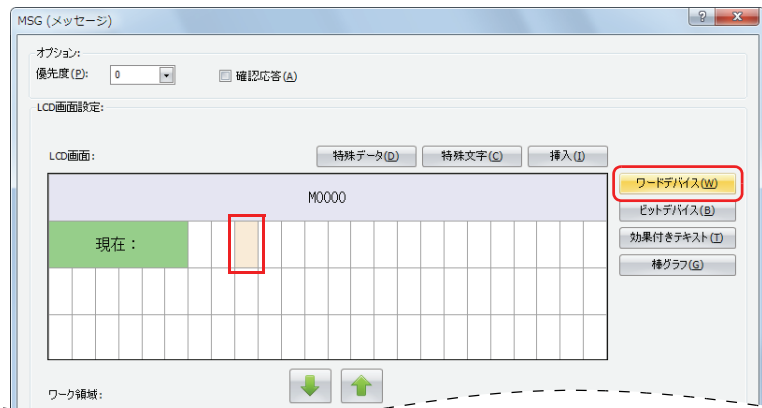 MSG (メッセージ)
オプション:
優先度(P): 0 確認応答(A)
LCD画面設定:
LCD画面: 特殊データ(D) 特殊文字(C) 挿入(I)
M0000
ワードデバイス(W)
ビットデバイス(B)
現在： 効果付きテキスト(T)
棒グラフ(G)
ワーク領域: